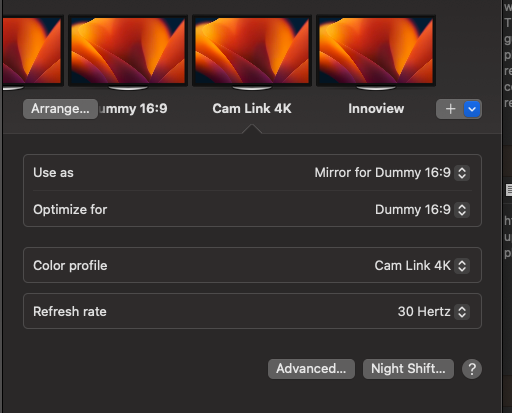 Arrange...
ummy 16:9
Cam Link 4K
Innoview
Use as
Mirror for Dummy 16:9
Optimize for
Dummy 16:9
Color profile
Cam Link 4K
Refresh rate
30 Hertz
Advanced...
Night Shift...
?